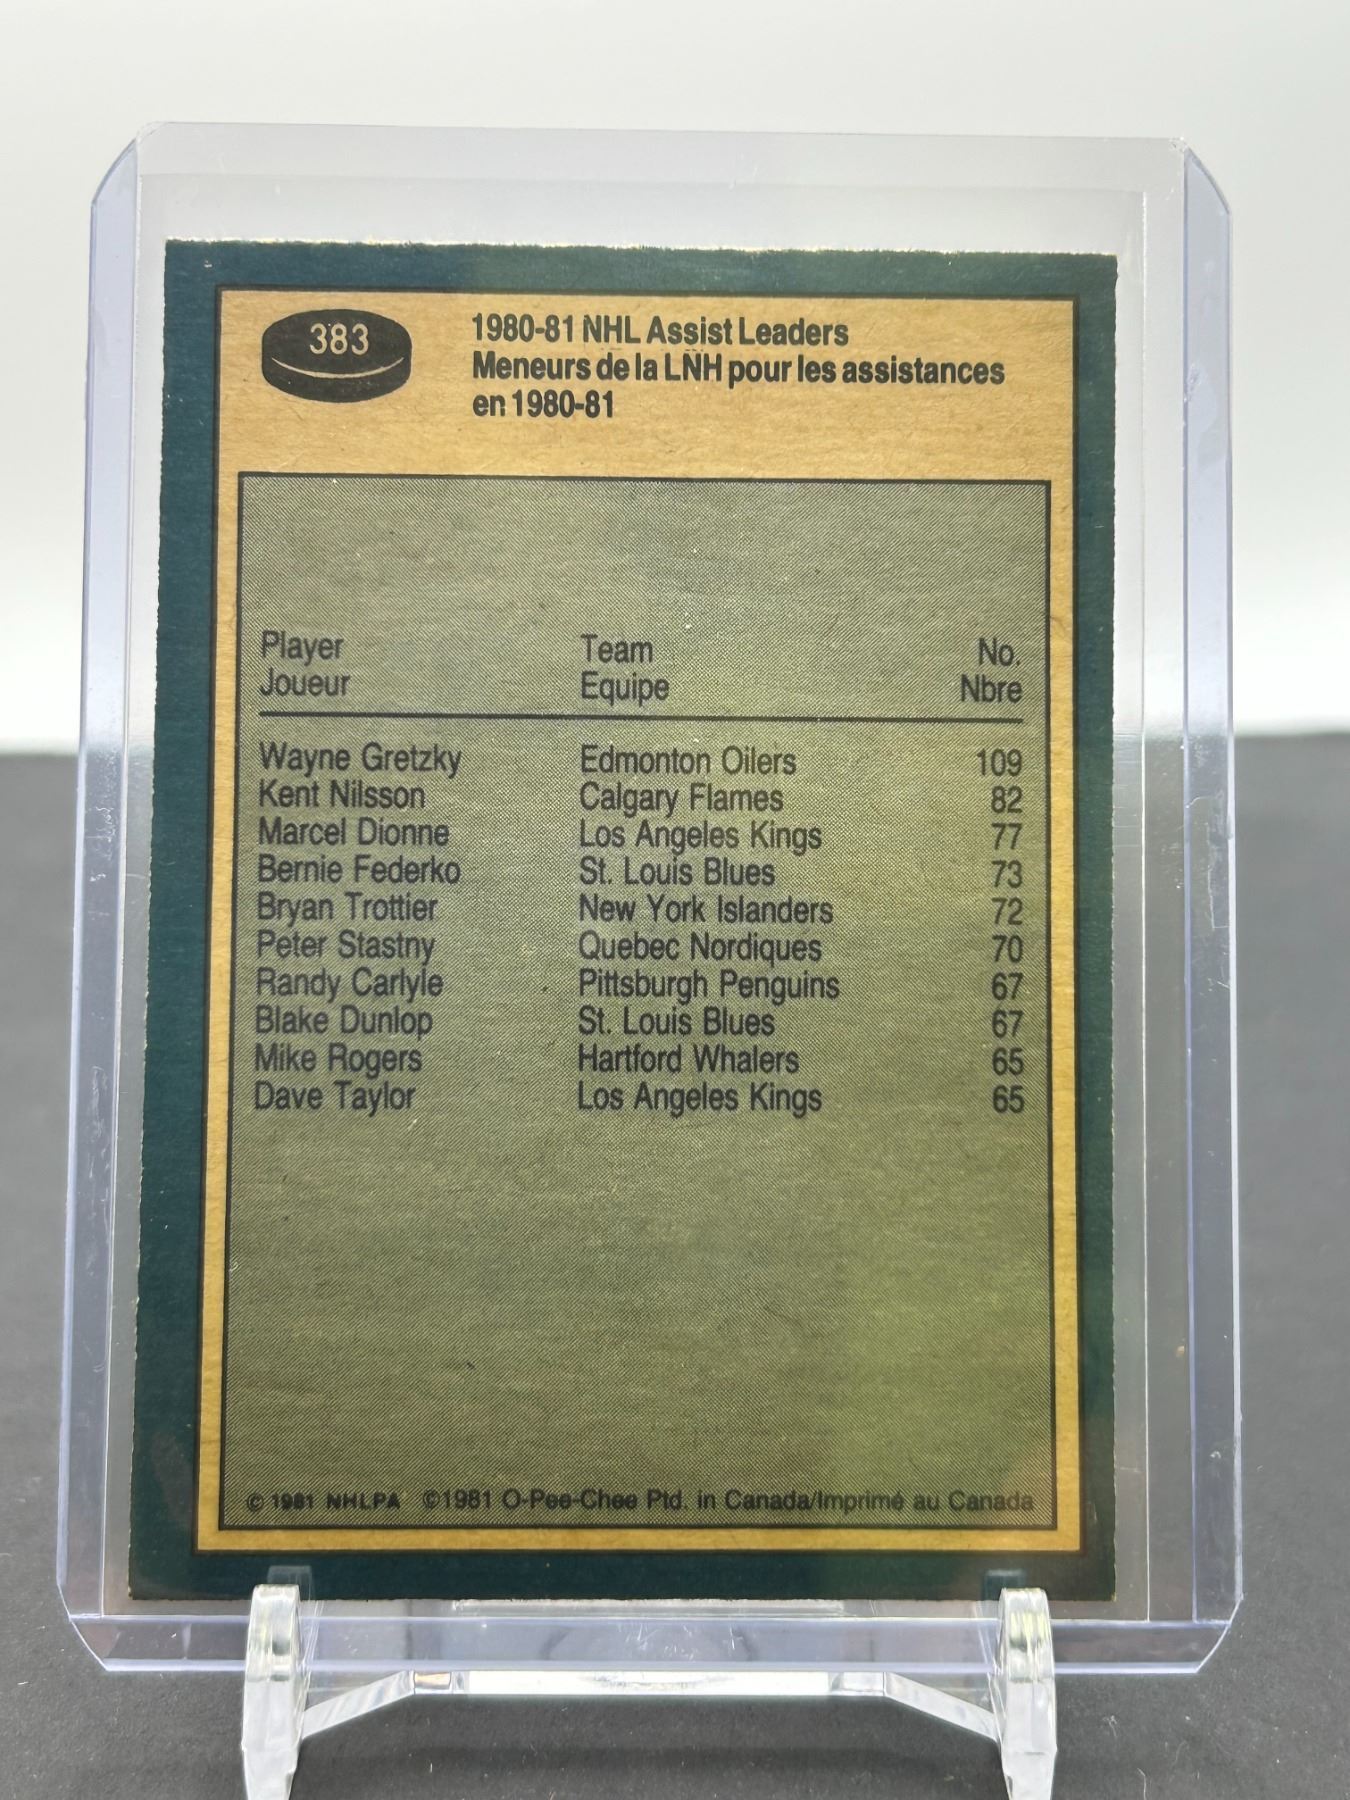 383
1980-81 NHL Assist Leaders
Meneurs de la LNH pour les assistances
en 1980-81
Player Team No.
Joueur Equipe Nbre
Wayne Gretzky Edmonton Oilers 109
Kent Nilsson Calgary Flames 82
Marcel Dionne Los Angeles Kings 77
Bernie Federko St. Louis Blues 73
Bryan Trottier New York Islanders 72
Peter Stastny Quebec Nordiques 70
Randy Carlyle Pittsburgh Penguins 67
Blake Dunlop St. Louis Blues 67
Mike Rogers Hartford Whalers 65
Dave Taylor Los Angeles Kings 65
© 1981 NHLPA ©1981 O-Pee-Chee Ptd. in Canada/Imprimé au Canada